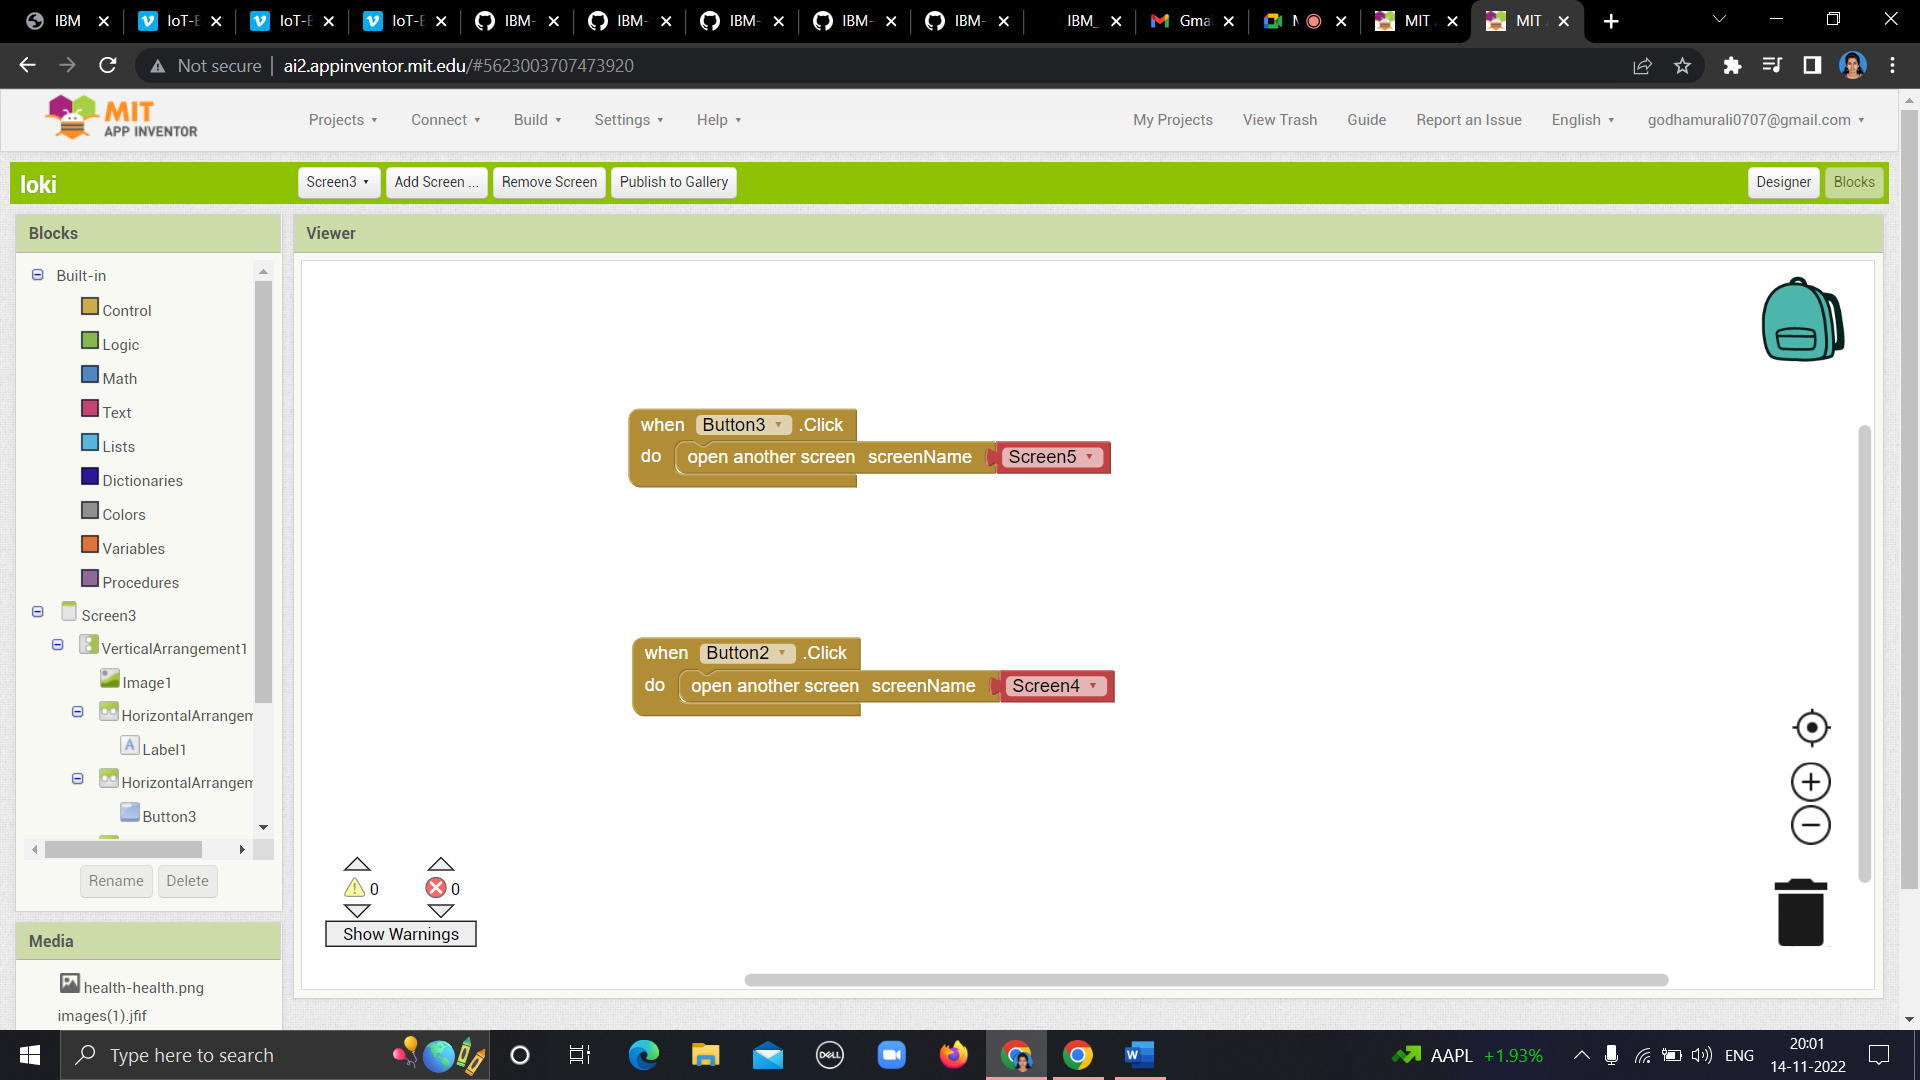 IBM
IoT-E
IoT-E
IoT-E
IBM-
IBM-
IBM-
IBM-
IBM-
IBM_
Gma
MIT
MIT
Not secure
ai2.appinventor.mit.edu/#5623003707473920
MIT
APP INVENTOR
Projects
Connect
Build
Settings
Help
My Projects
View Trash
Guide
Report an Issue
English
godhamurali0707@gmail.com
loki
Screen3
Add Screen ...
Remove Screen
Publish to Gallery
Designer
Blocks
Blocks
Viewer
Built-in
Control
Logic
Math
Text
Lists
Dictionaries
Colors
Variables
Procedures
Screen3
VerticalArrangement1
Image1
HorizontalArrangem
A Label1
HorizontalArrangem
Button3
Rename
Delete
when Button3 .Click
do open another screen screenName Screen5
when Button2 .Click
do open another screen screenName Screen4
0
0
Show Warnings
Media
health-health.png
images(1).jfif
Type here to search
DELL
W
AAPL +1.93%
ENG
20:01
14-11-2022